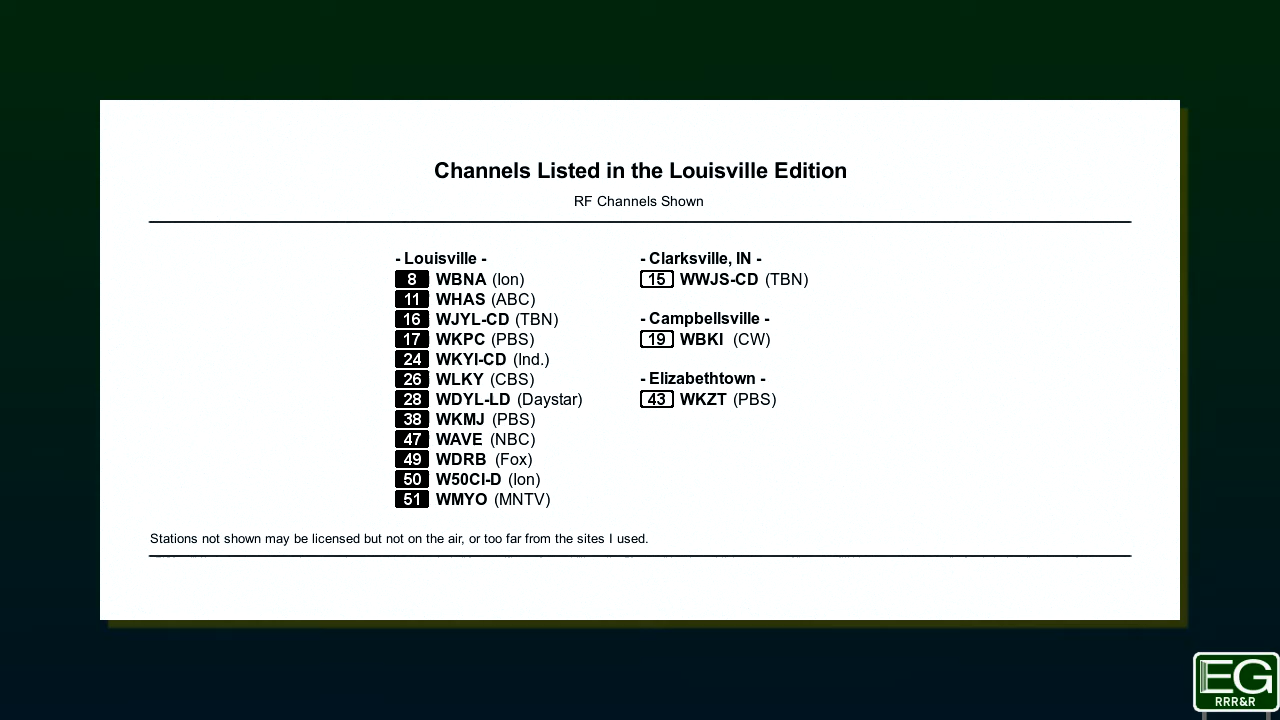 Channels Listed in the Louisville Edition
RF Channels Shown
- Louisville -
8 WBNA (Ion)
11 WHAS (ABC)
16 WJYL-CD (TBN)
17 WKPC (PBS)
24 WKYI-CD (Ind.)
26 WLKY (CBS)
28 WDYL-LD (Daystar)
38 WKMJ (PBS)
47 WAVE (NBC)
49 WDRB (Fox)
50 W50CI-D (Ion)
51 WMYO (MNTV)
- Clarksville, IN -
15 WWJS-CD (TBN)
- Campbellsville -
19 WBKI (CW)
- Elizabethtown -
43 WKZT (PBS)
Stations not shown may be licensed but not on the air, or too far from the sites I used.
EG
RRR&R